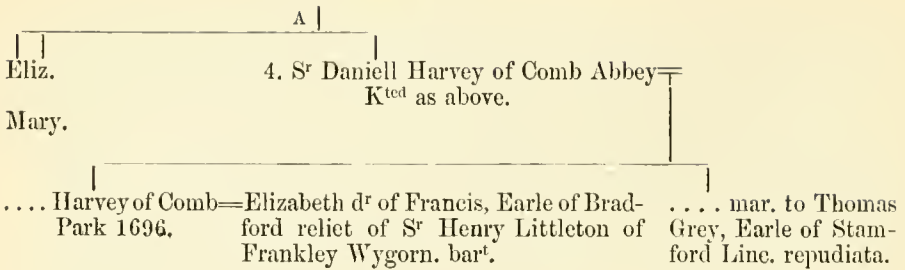 A
Eliz.
4. Sʳ Daniell Harvey of Comb Abbey
Kᵗᵉᵈ as above.
Mary.
.... Harvey of Comb=Elizabeth dʳ of Francis, Earle of Brad-
Park 1696.
ford relict of Sʳ Henry Littleton of
Frankley Wygorn. barᵗ.
.... mar. to Thomas
Grey, Earle of Stam-
ford Linc. repudiata.